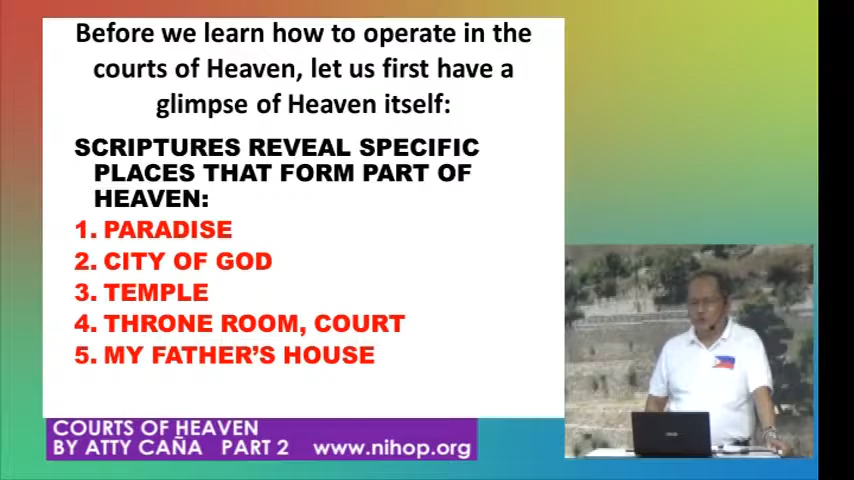 Before we learn how to operate in the
courts of Heaven, let us first have a
glimpse of Heaven itself:
SCRIPTURES REVEAL SPECIFIC
PLACES THAT FORM PART OF
HEAVEN:
1. PARADISE
2. CITY OF GOD
3. TEMPLE
4. THRONE ROOM, COURT
5. MY FATHER'S HOUSE
COURTS OF HEAVEN
BY ATTY CAÑA PART 2 www.nihop.org